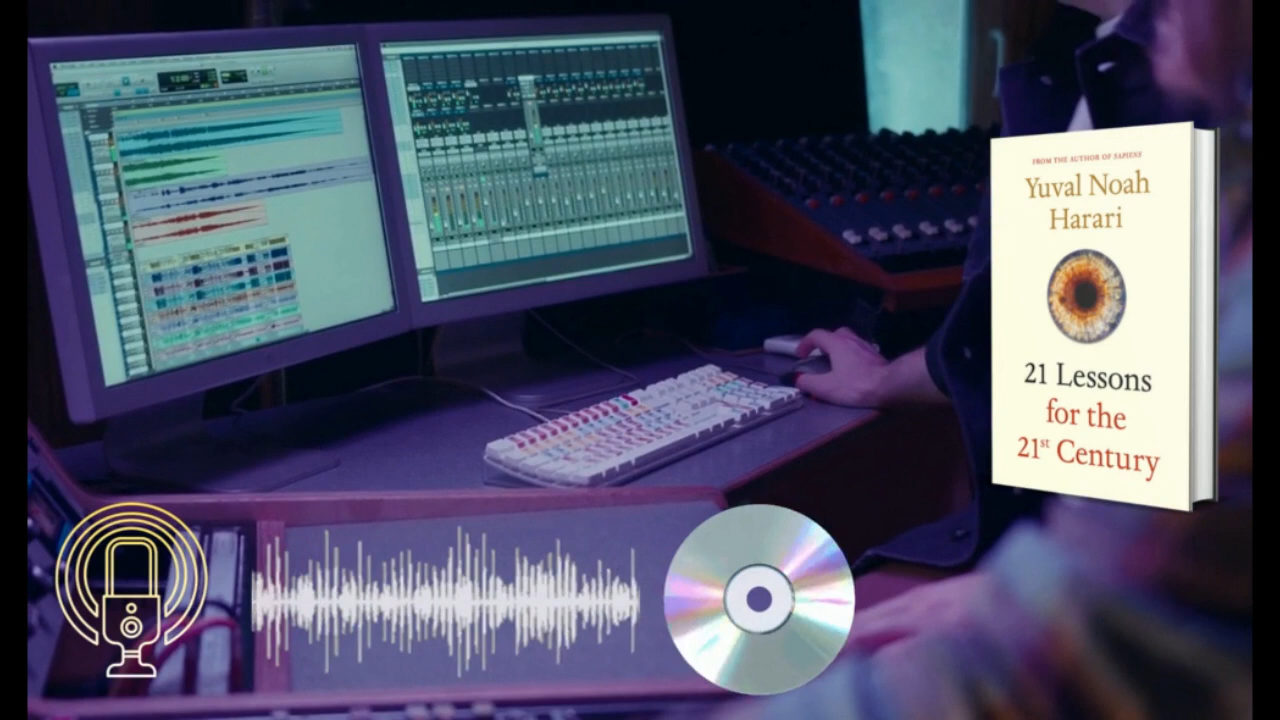 FROM THE AUTHOR OF SAPIENS
Yuval Noah
Harari
21 Lessons
for the
21st Century